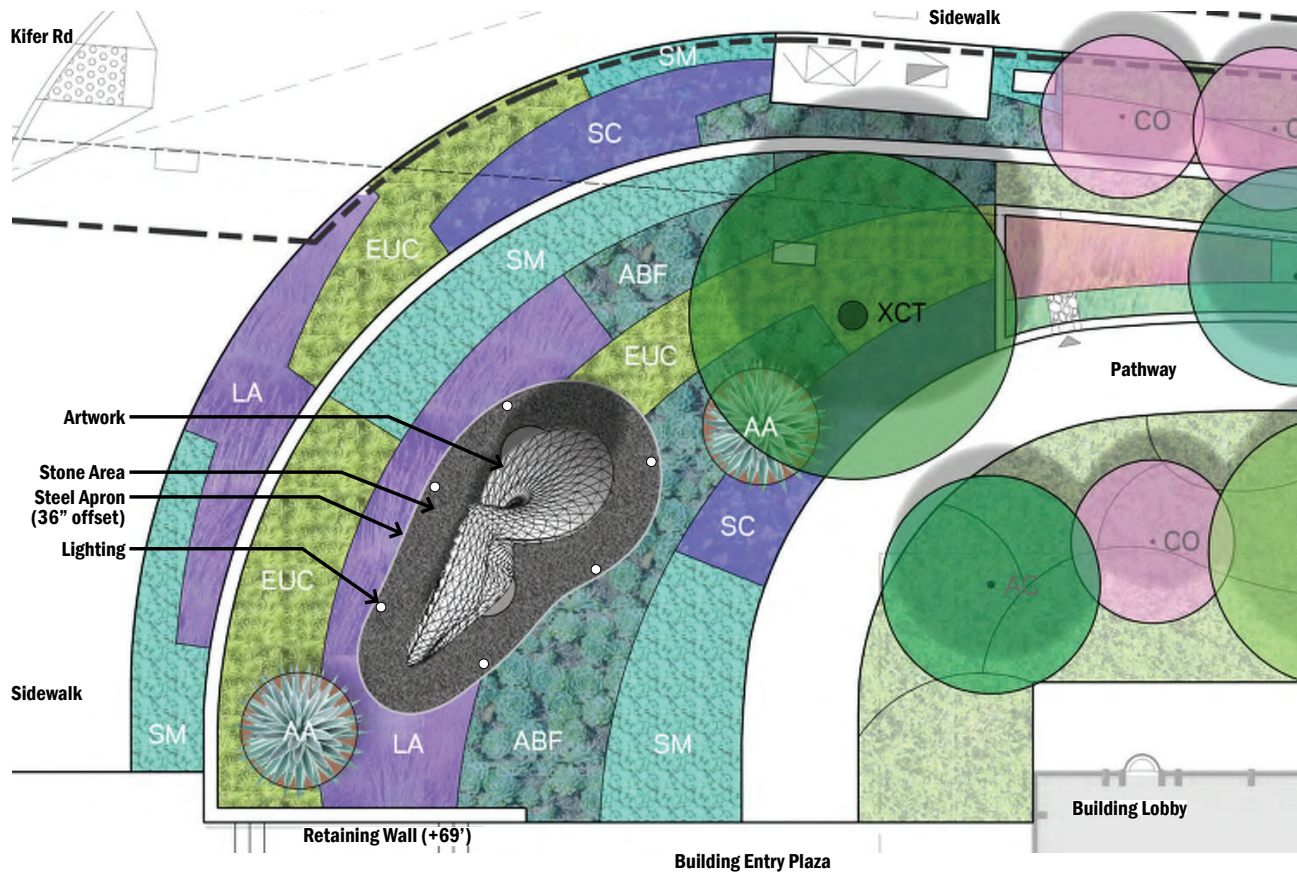 Sidewalk
Kifer Rd
SM
CO
SC
EUC
SM
ABF
XCT
EUC
Pathway
LA
Artwork
AA
Stone Area
Steel Apron
(36” offset)
SC
CO
Lighting
EUC
AC
Sidewalk
SM
AA
LA
ABF
SM
Building Lobby
Retaining Wall (+69’)
Building Entry Plaza